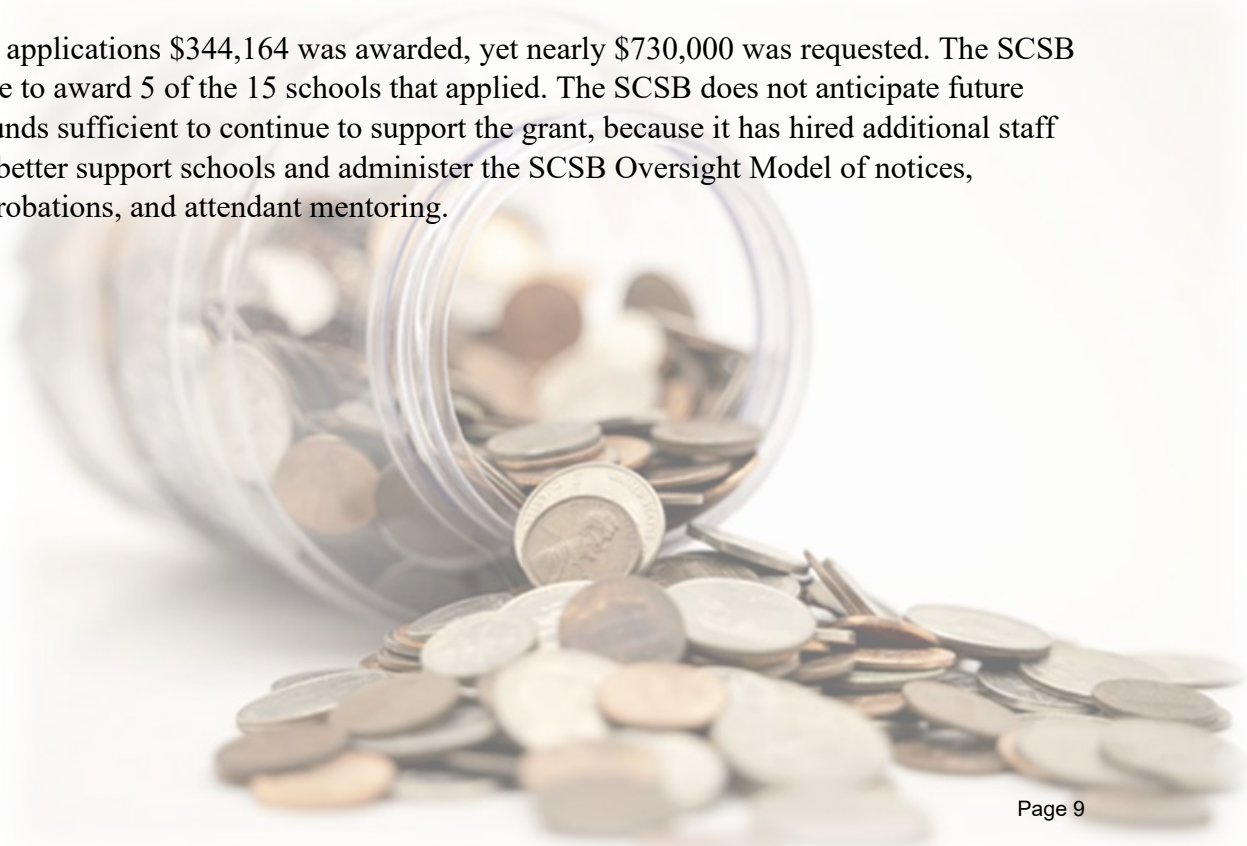 applications $344,164 was awarded, yet nearly $730,000 was requested. The SCSB
e to award 5 of the 15 schools that applied. The SCSB does not anticipate future
unds sufficient to continue to support the grant, because it has hired additional staff
better support schools and administer the SCSB Oversight Model of notices,
robations, and attendant mentoring.
Page 9